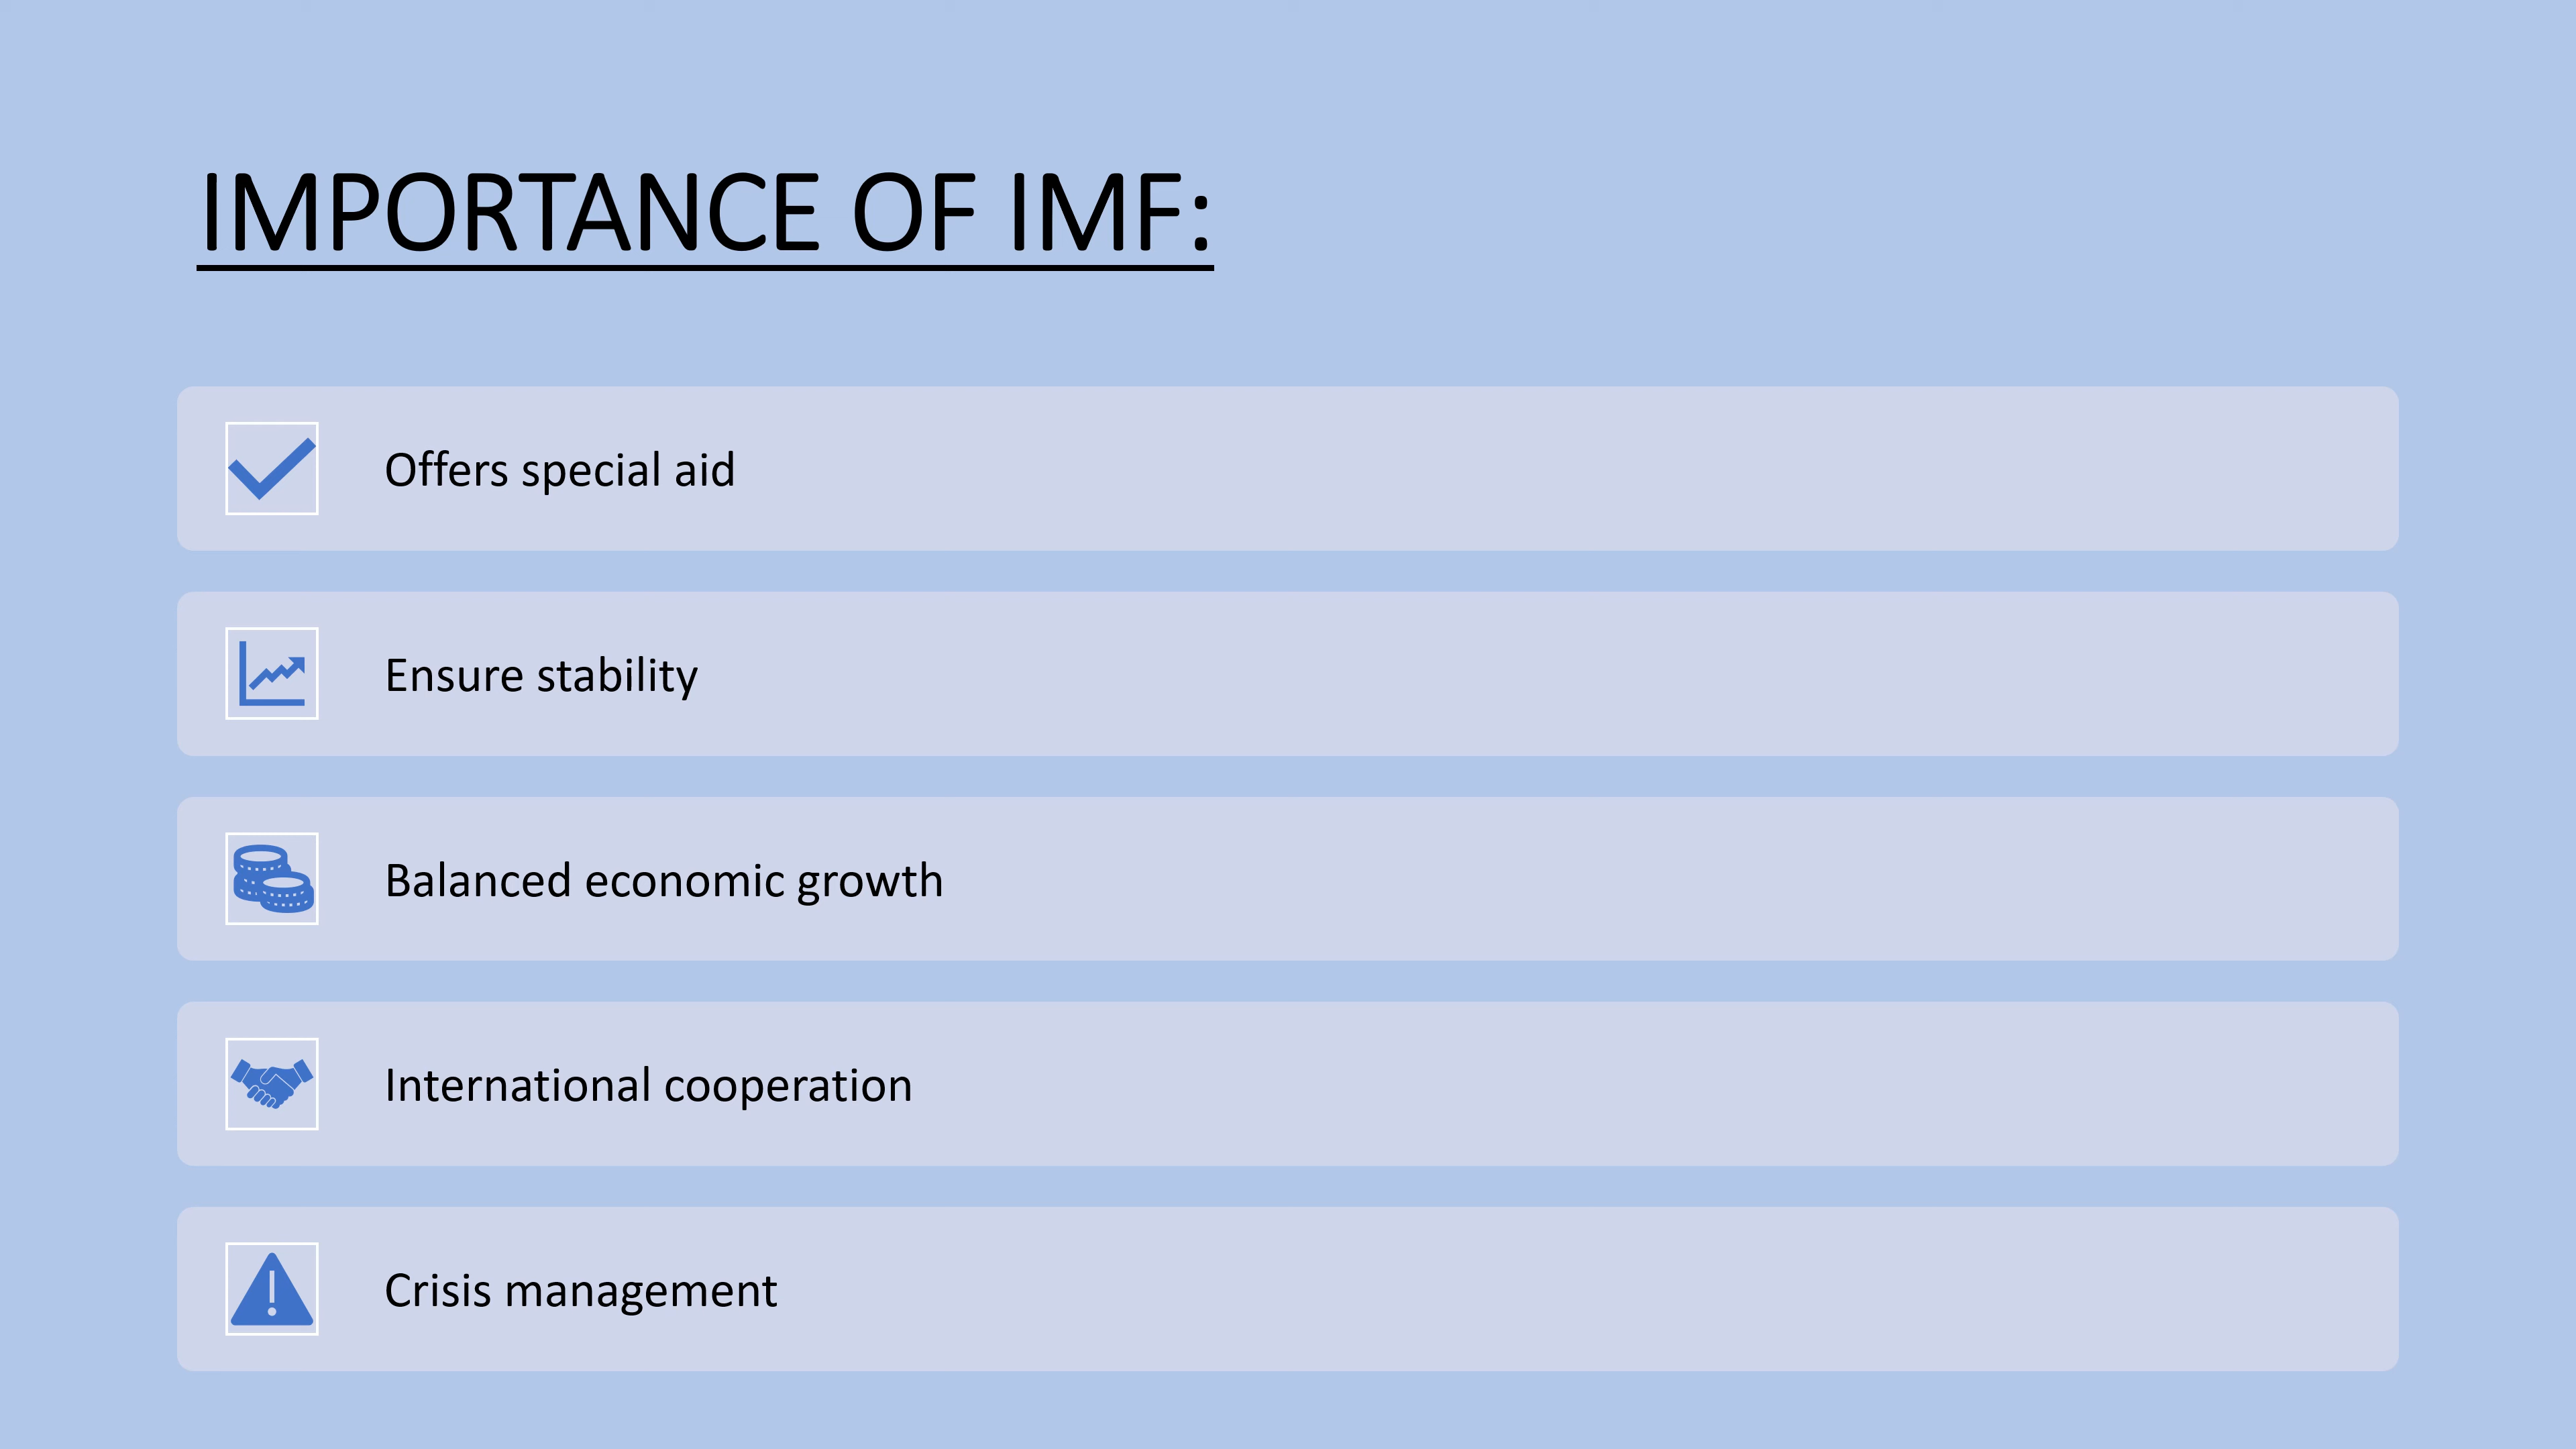 IMPORTANCE OF IMF:
Offers special aid
Ensure stability
Balanced economic growth
International cooperation
Crisis management